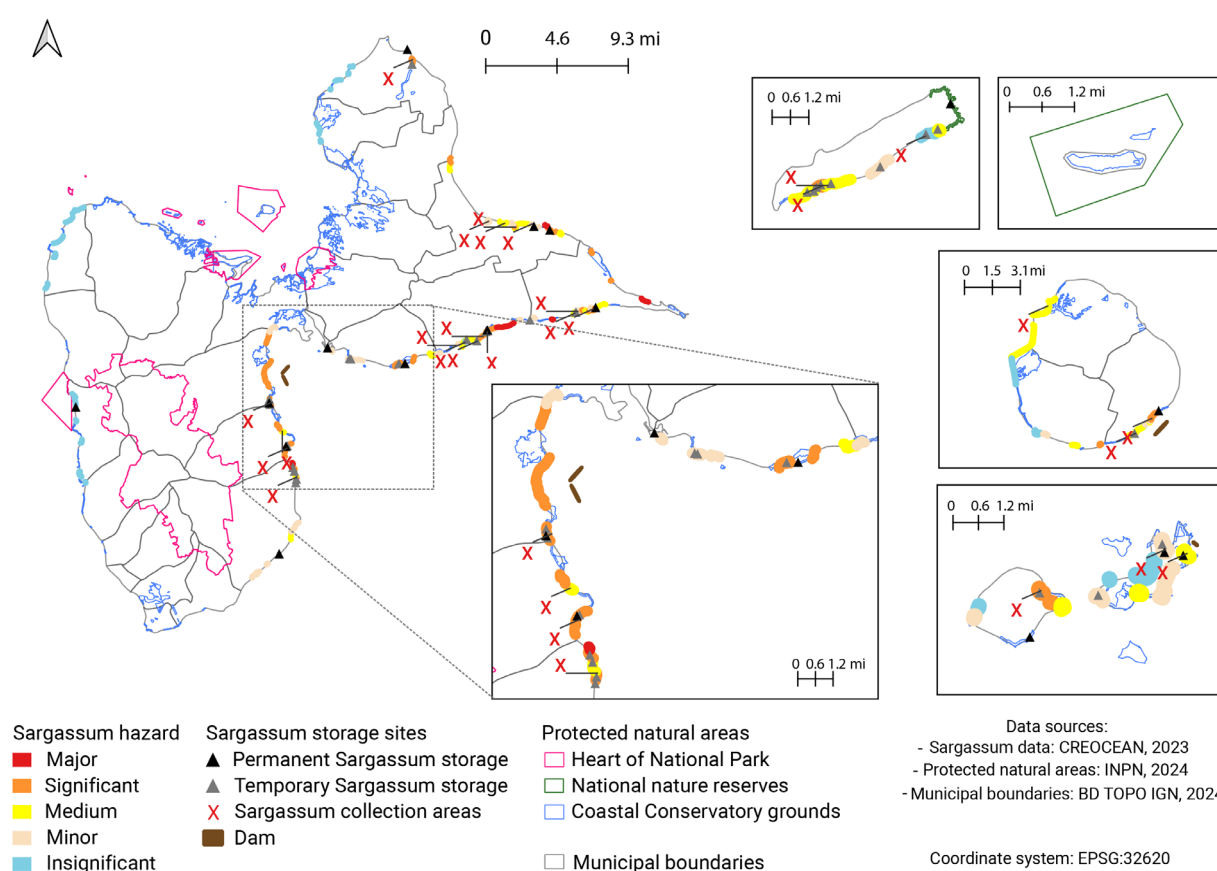 0 4.6 9.3 mi
0 0.6 1.2 mi
0 0.6 1.2 mi
X
X
X
X
X
X X X
0 1.5 3.1mi
X
X
X X
X
X
X X X
X
X X
X
X
X
X
X
X
X
X
0 0.6 1.2 mi
X X
X
0 0.6 1.2 mi
Sargassum hazard
Major
Significant
Medium
Minor
Insignificant
Sargassum storage sites
Permanent Sargassum storage
Temporary Sargassum storage
X Sargassum collection areas
Dam
Protected natural areas
Heart of National Park
National nature reserves
Coastal Conservatory grounds
Municipal boundaries
Data sources:
- Sargassum data: CREOCEAN, 2023
- Protected natural areas: INPN, 2024
- Municipal boundaries: BD TOPO IGN, 2024
Coordinate system: EPSG:32620